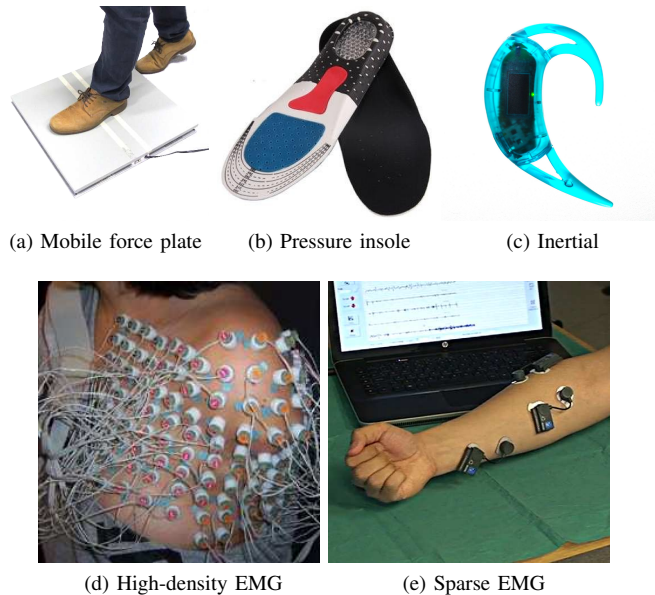 (a) Mobile force plate
(b) Pressure insole
(c) Inertial
(d) High-density EMG
(e) Sparse EMG